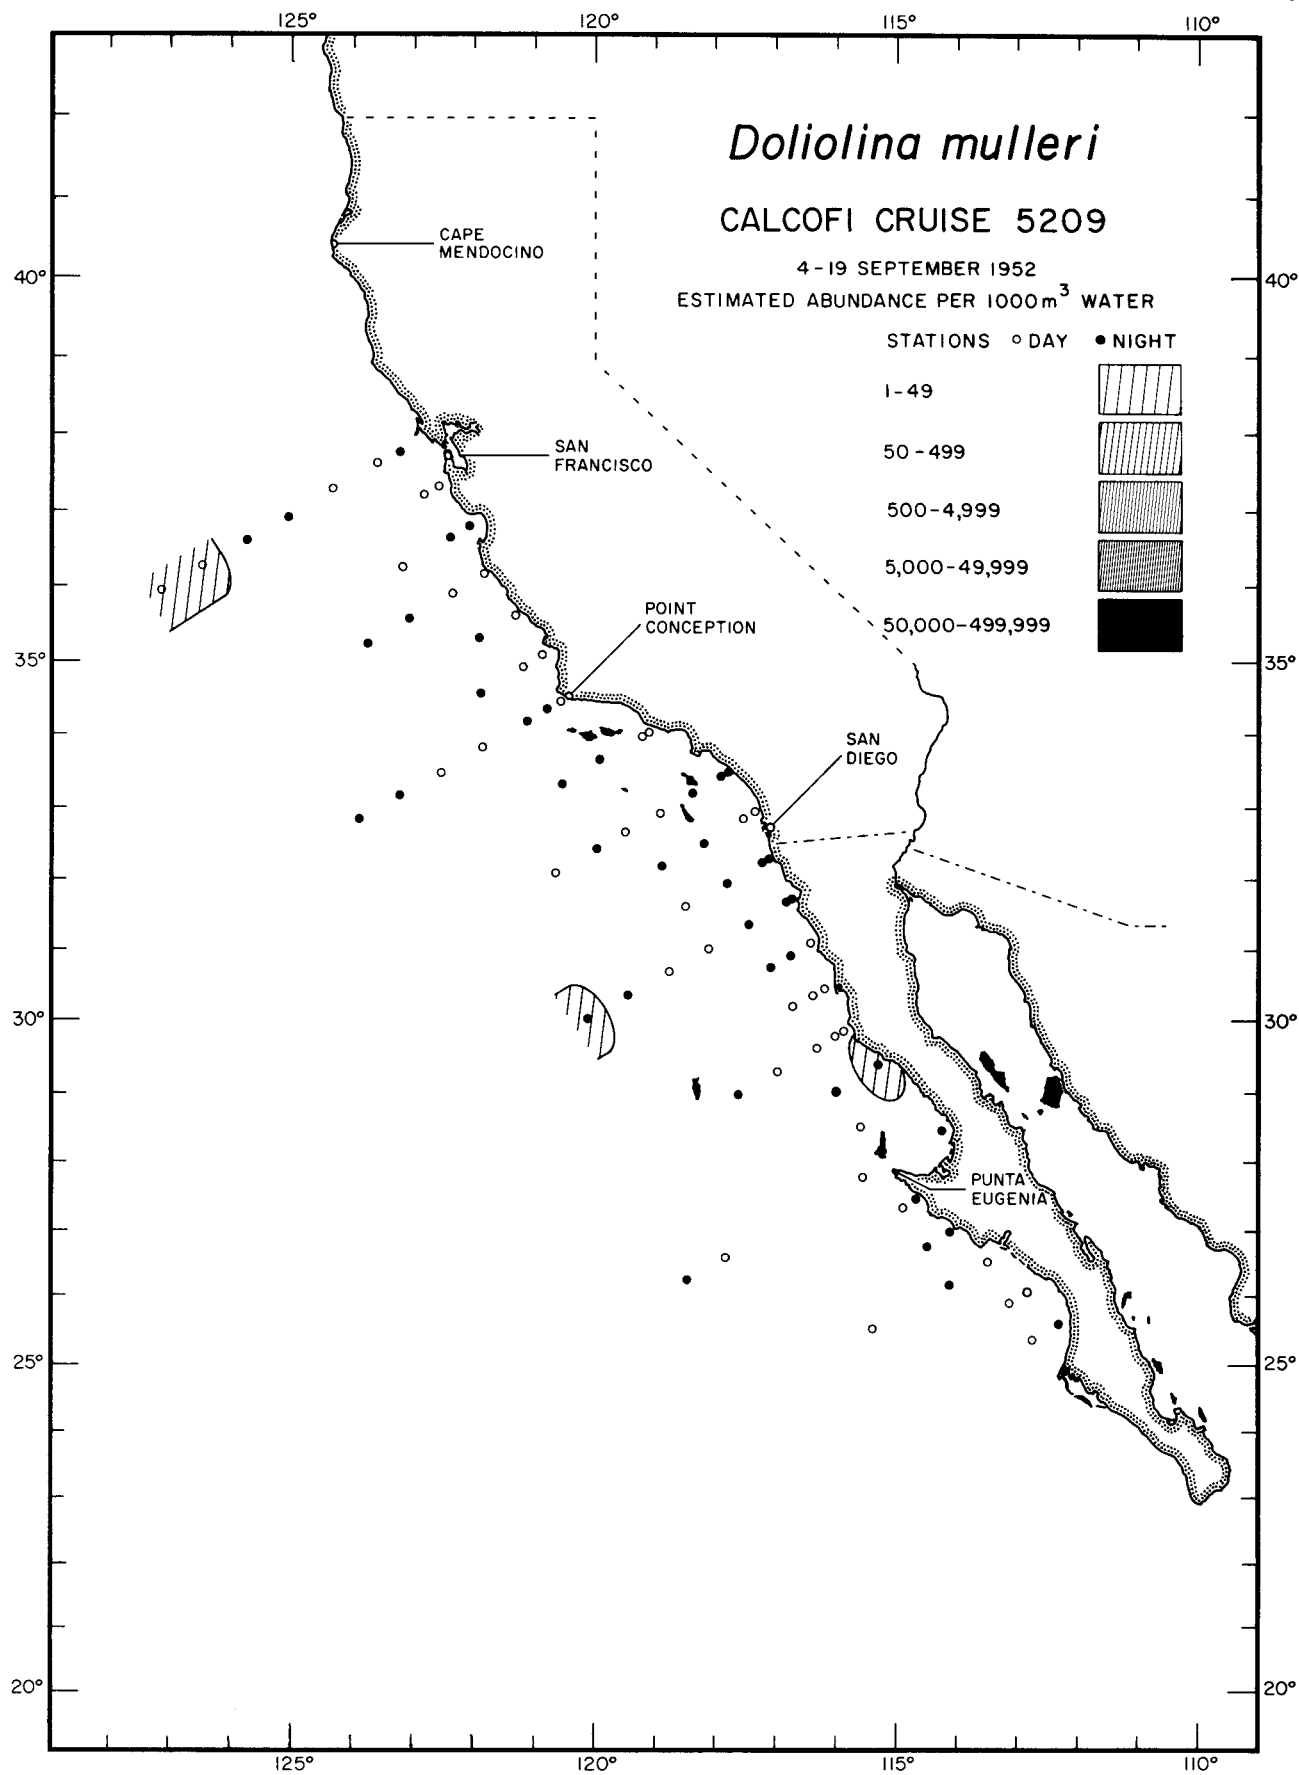 125° 120° 115° 110°
Doliolina mulleri
CALCOFI CRUISE 5209
4-19 SEPTEMBER 1952
ESTIMATED ABUNDANCE PER 1000 m³ WATER
STATIONS ○ DAY ● NIGHT
1-49
50-499
500-4,999
5,000-49,999
50,000-499,999
CAPE
MENDOCINO
40° 40°
SAN
FRANCISCO
POINT
CONCEPTION
35° 35°
SAN
DIEGO
30° 30°
PUNTA
EUGENIA
25° 25°
20° 20°
125° 120° 115° 110°